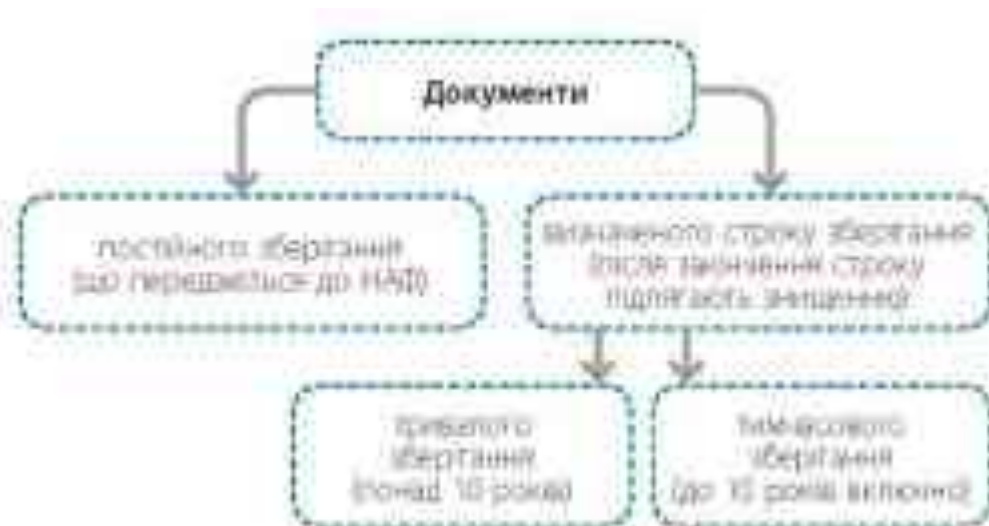 Документи
постійного зберігання
(що передаються до НАФ)
визначеного строку зберігання
(після закінчення строку
підлягають знищенню)
тривалого
зберігання
(понад 10 років)
тимчасового
зберігання
(до 10 років включно)